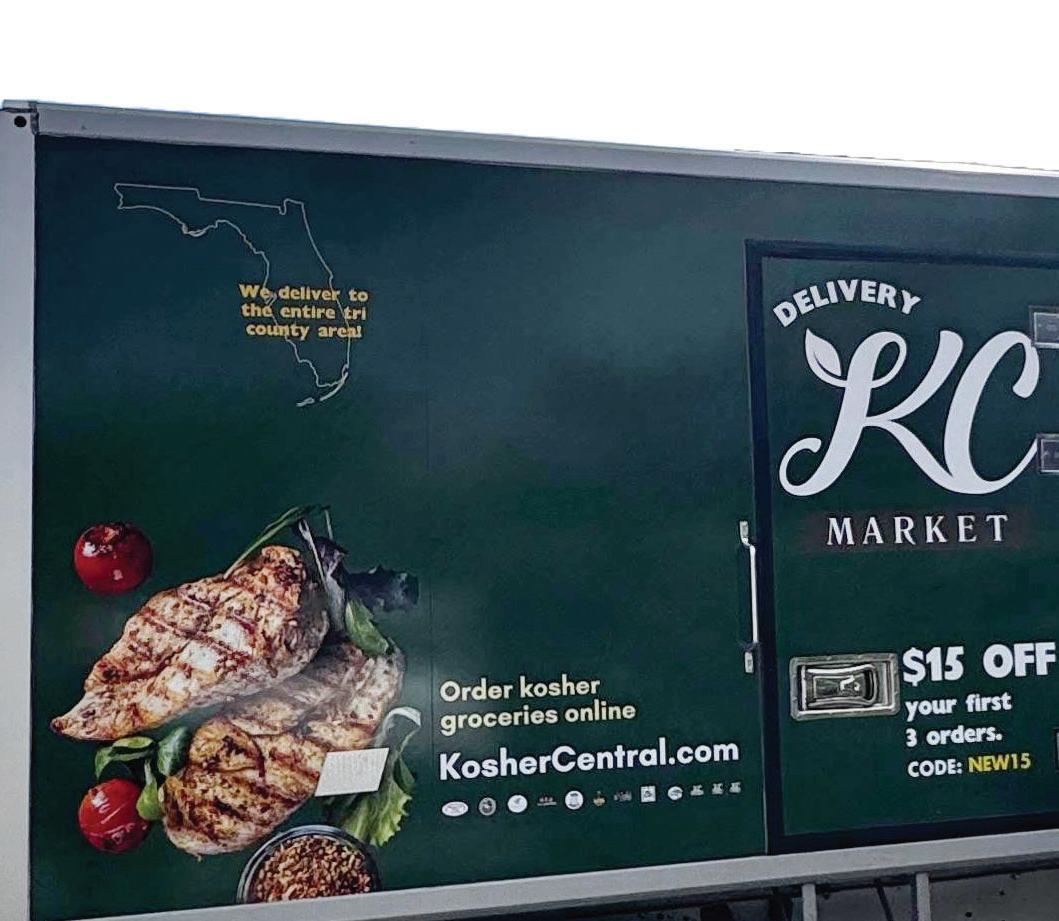 We deliver to
the entire tri
county area!
DELIVERY
KC
MARKET
Order kosher
groceries online
KosherCentral.com
$15 OFF
your first
3 orders.
CODE: NEW15